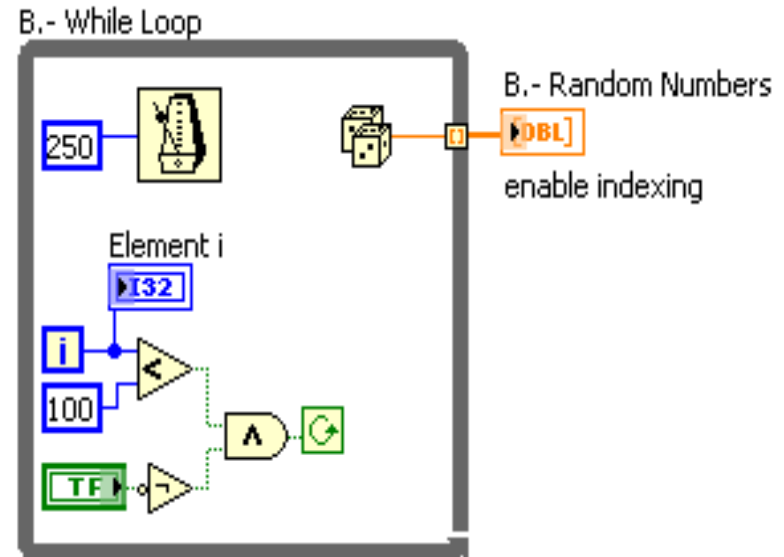 B.- While Loop
B.- Random Numbers
250
[DBL]
enable indexing
Element i
I32
i
<
100
∧
TF
¬